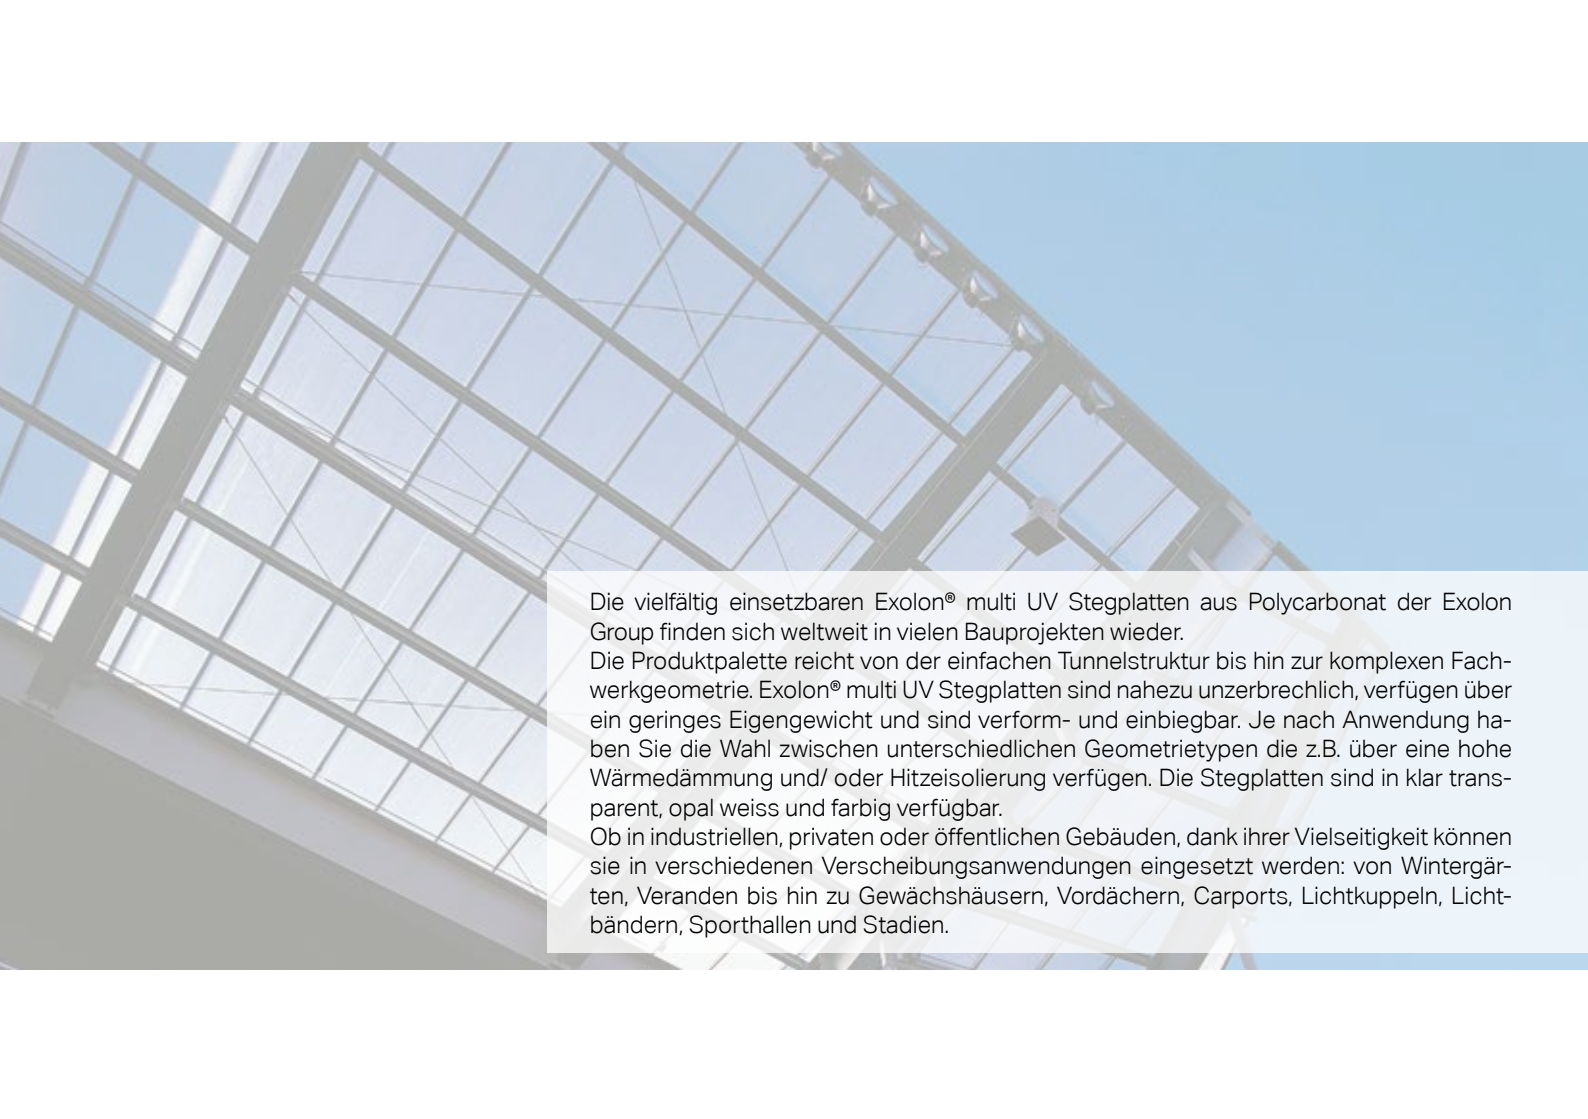 Die vielfältig einsetzbaren Exolon® multi UV Stegplatten aus Polycarbonat der Exolon
Group finden sich weltweit in vielen Bauprojekten wieder.
Die Produktpalette reicht von der einfachen Tunnelstruktur bis hin zur komplexen Fach-
werkgeometrie. Exolon® multi UV Stegplatten sind nahezu unzerbrechlich, verfügen über
ein geringes Eigengewicht und sind verform- und einbiegbar. Je nach Anwendung ha-
ben Sie die Wahl zwischen unterschiedlichen Geometrietypen die z.B. über eine hohe
Wärmedämmung und/ oder Hitzeisolierung verfügen. Die Stegplatten sind in klar trans-
parent, opal weiss und farbig verfügbar.
Ob in industriellen, privaten oder öffentlichen Gebäuden, dank ihrer Vielseitigkeit können
sie in verschiedenen Verscheibungsanwendungen eingesetzt werden: von Wintergär-
ten, Veranden bis hin zu Gewächshäusern, Vordächern, Carports, Lichtkuppeln, Licht-
bändern, Sporthallen und Stadien.